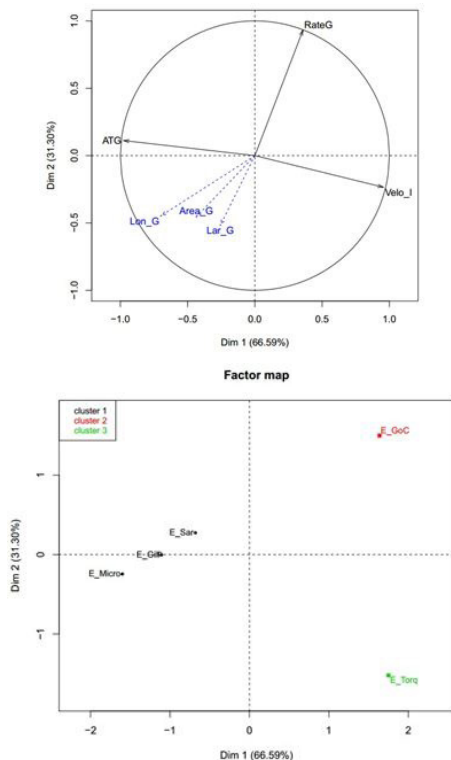 RateG
ATG
Velo_I
Area_G
Lon_G
Lar_G
Dim 2 (31.30%)
1.0
0.5
0.0
-0.5
-1.0
-1.0
-0.5
0.0
0.5
1.0
Dim 1 (66.59%)
Factor map
cluster 1
cluster 2
cluster 3
E_GoC
E_Sar
E_Micro
E_Torq
Dim 2 (31.30%)
1
0
-1
-2
-1
0
1
2
Dim 1 (66.59%)